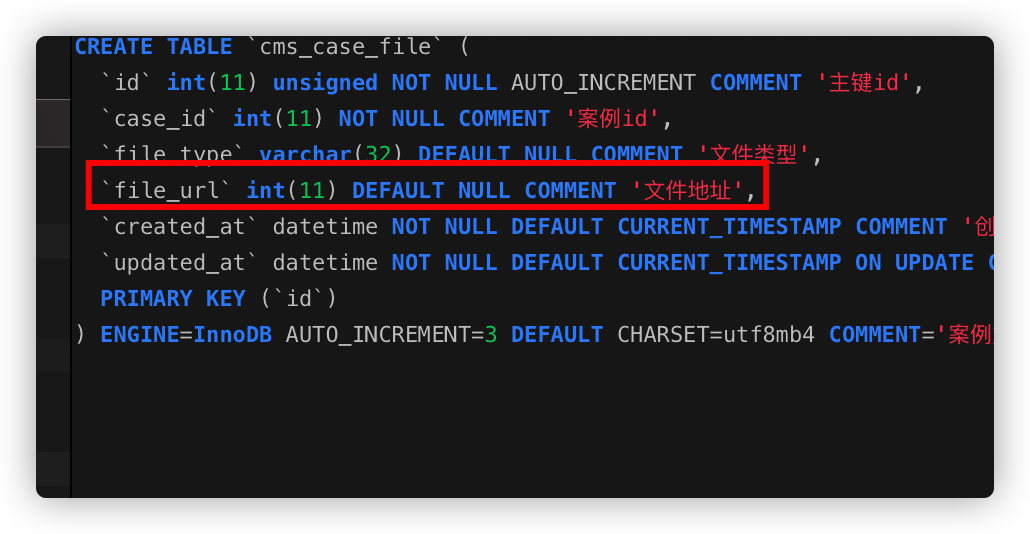 CREATE TABLE `cms_case_file` (
`id` int(11) unsigned NOT NULL AUTO_INCREMENT COMMENT '主键id',
`case_id` int(11) NOT NULL COMMENT '案例id',
`file_type` varchar(32) DEFAULT NULL COMMENT '文件类型',
`file_url` int(11) DEFAULT NULL COMMENT '文件地址',
`created_at` datetime NOT NULL DEFAULT CURRENT_TIMESTAMP COMMENT '创
`updated_at` datetime NOT NULL DEFAULT CURRENT_TIMESTAMP ON UPDATE
PRIMARY KEY (`id`)
) ENGINE=InnoDB AUTO_INCREMENT=3 DEFAULT CHARSET=utf8mb4 COMMENT='案例